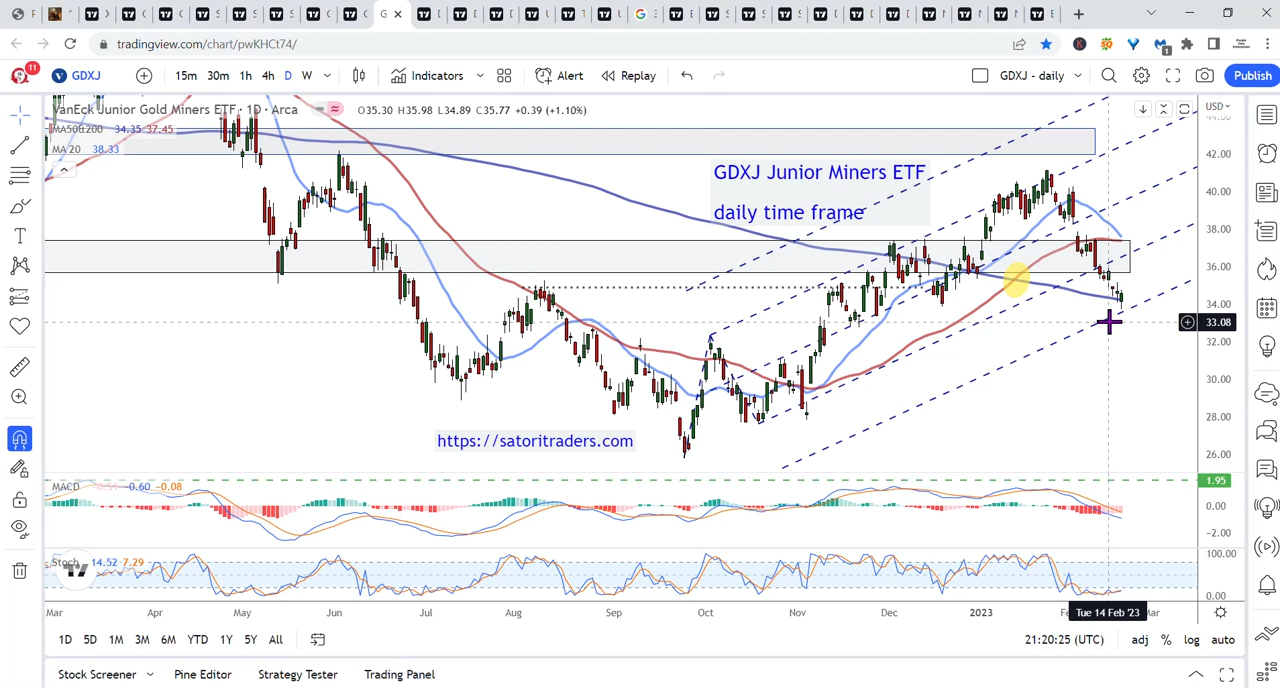 tradingview.com/chart/pwKHCt74/
11
GDXJ
15m 30m 1h 4h D W
Indicators
Alert
Replay
GDXJ - daily
Publish
VanEck Junior Gold Miners ETF · 1D · Arca
O35.30 H35.98 L34.89 C35.77 +0.39 (+1.10%)
USD
34.35 37.45
MA 20 38.33
44.00
42.00
40.00
38.00
36.00
34.00
33.08
32.00
30.00
28.00
26.00
GDXJ Junior Miners ETF
daily time frame
https://satoritraders.com
MACD −0.60 −0.08
1.95
0.00
−2.00
Stoch 14.52 7.29
100.00
0.00
Mar Apr May Jun Jul Aug Sep Oct Nov Dec 2023
Tue 14 Feb '23
1D 5D 1M 3M 6M YTD 1Y 5Y All
21:20:25 (UTC)
adj % log auto
Stock Screener Pine Editor Strategy Tester Trading Panel